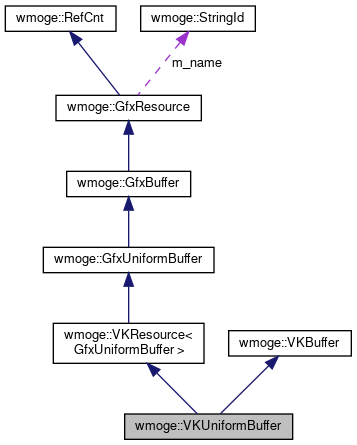 wmoge::RefCnt
wmoge::StringId
m_name
wmoge::GfxResource
wmoge::GfxBuffer
wmoge::GfxUniformBuffer
wmoge::VKResource<
GfxUniformBuffer >
wmoge::VKBuffer
wmoge::VKUniformBuffer